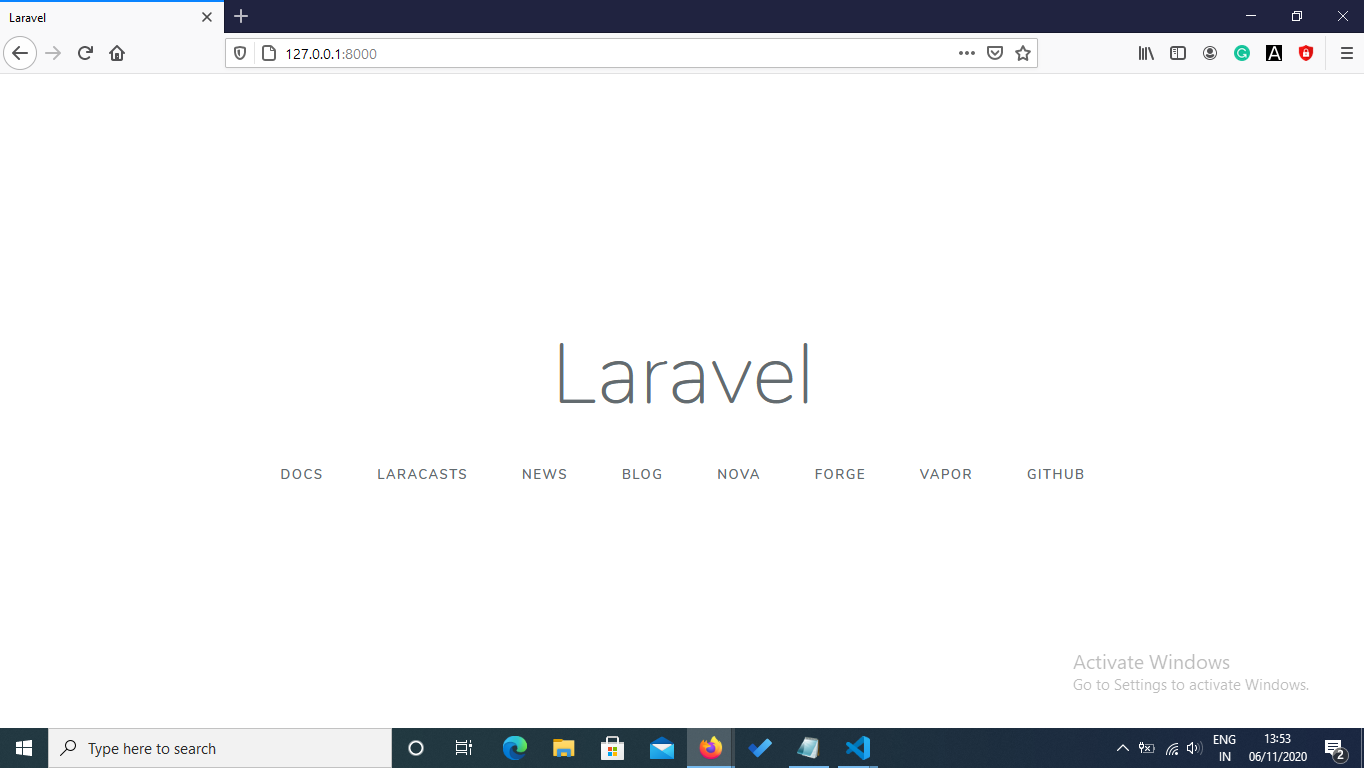 Laravel
127.0.0.1:8000
Laravel
DOCS LARACASTS NEWS BLOG NOVA FORGE VAPOR GITHUB
Activate Windows
Go to Settings to activate Windows.
Type here to search
ENG
IN
13:53
06/11/2020
2